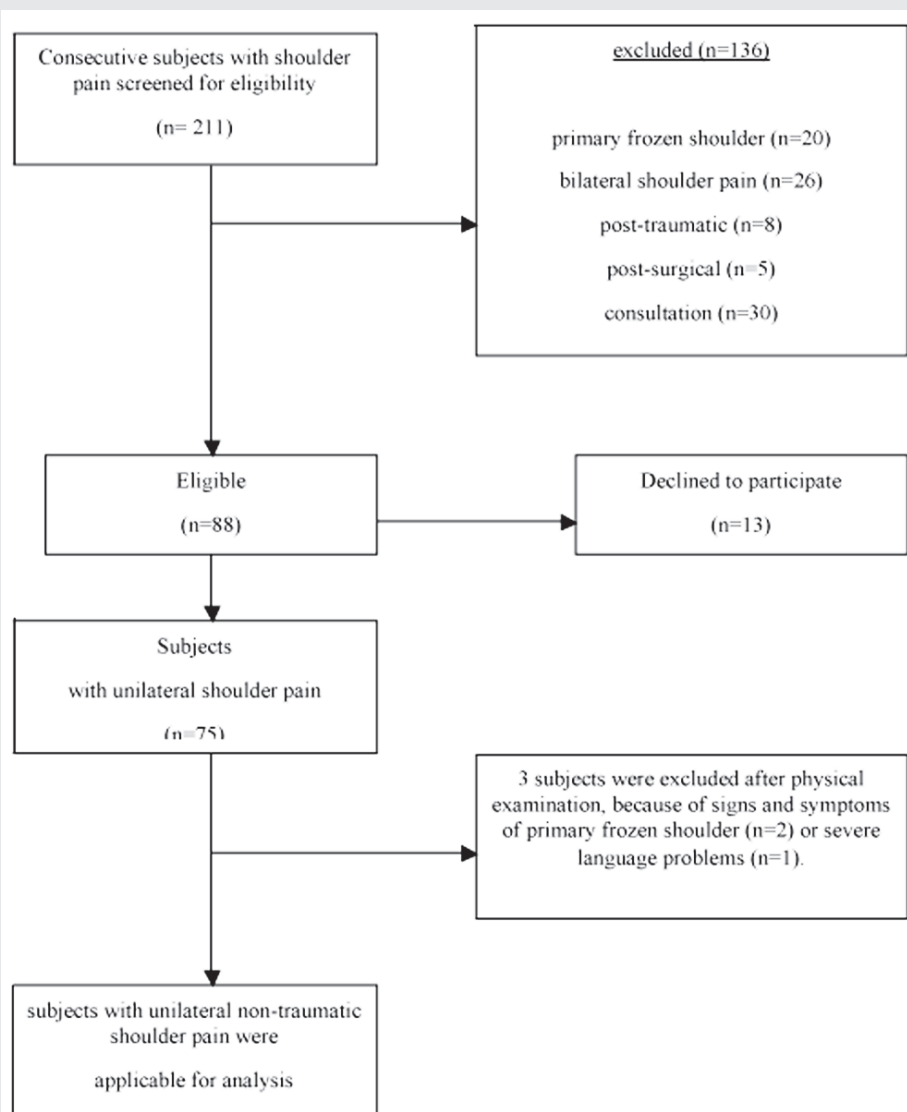 Consecutive subjects with shoulder
pain screened for eligibility
(n= 211)
excluded (n=136)
primary frozen shoulder (n=20)
bilateral shoulder pain (n=26)
post-traumatic (n=8)
post-surgical (n=5)
consultation (n=30)
Eligible
(n=88)
Declined to participate
(n=13)
Subjects
with unilateral shoulder pain
(n=75)
3 subjects were excluded after physical
examination, because of signs and symptoms
of primary frozen shoulder (n=2) or severe
language problems (n=1).
subjects with unilateral non-traumatic
shoulder pain were
applicable for analysis